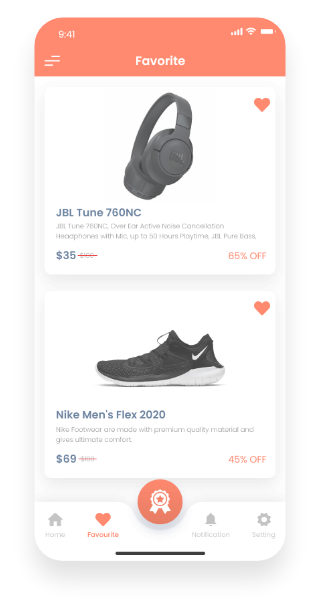 9:41
Favorite
JBL
JBL Tune 760NC
JBL Tune 760NC, Over Ear Active Noise Cancellation
Headphones with Mic, up to 50 Hours Playtime, JBL Pure Bass,
$35 $100 65% OFF
Nike Men's Flex 2020
Nike Footwear are made with premium quality material and
gives ultimate comfort.
$69 $100 45% OFF
Home Favourite Notification Setting